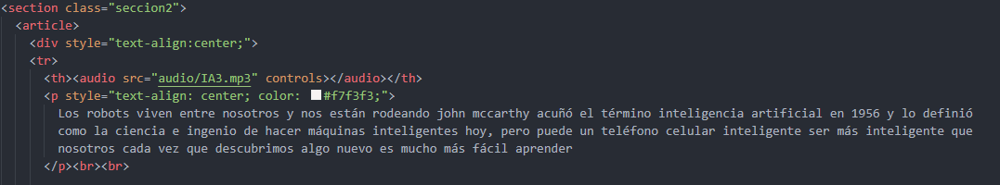 <section class="seccion2">
<article>
<div style="text-align:center;">
<tr>
<th><audio src="audio/IA3.mp3" controls></audio></th>
<p style="text-align: center; color: #f7f3f3;">
Los robots viven entre nosotros y nos están rodeando john mccarthy acuñó el término inteligencia artificial en 1956 y lo definió
como la ciencia e ingenio de hacer máquinas inteligentes hoy, pero puede un teléfono celular inteligente ser más inteligente que
nosotros cada vez que descubrimos algo nuevo es mucho más fácil aprender
</p><br><br>